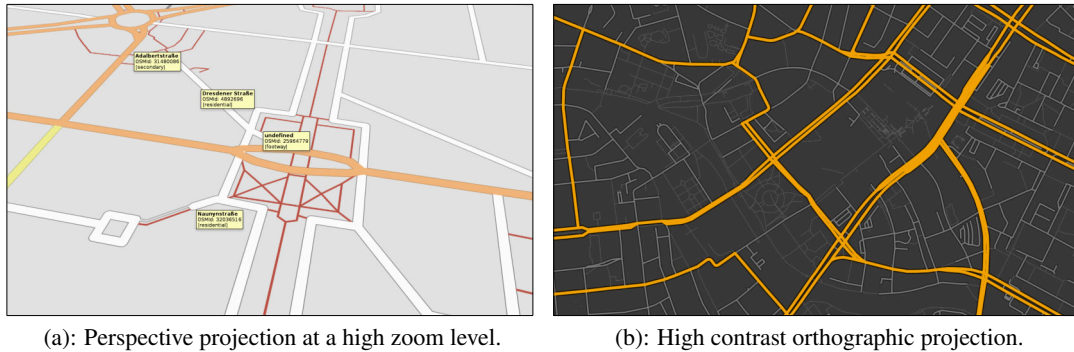 Adalbertstraße
OSMid: 31480086
[secondary]
Dresdener Straße
OSMid: 4892696
[residential]
undefined
OSMid: 25964779
[footway]
Naunynstraße
OSMid: 32036516
[residential]
(a): Perspective projection at a high zoom level.
(b): High contrast orthographic projection.